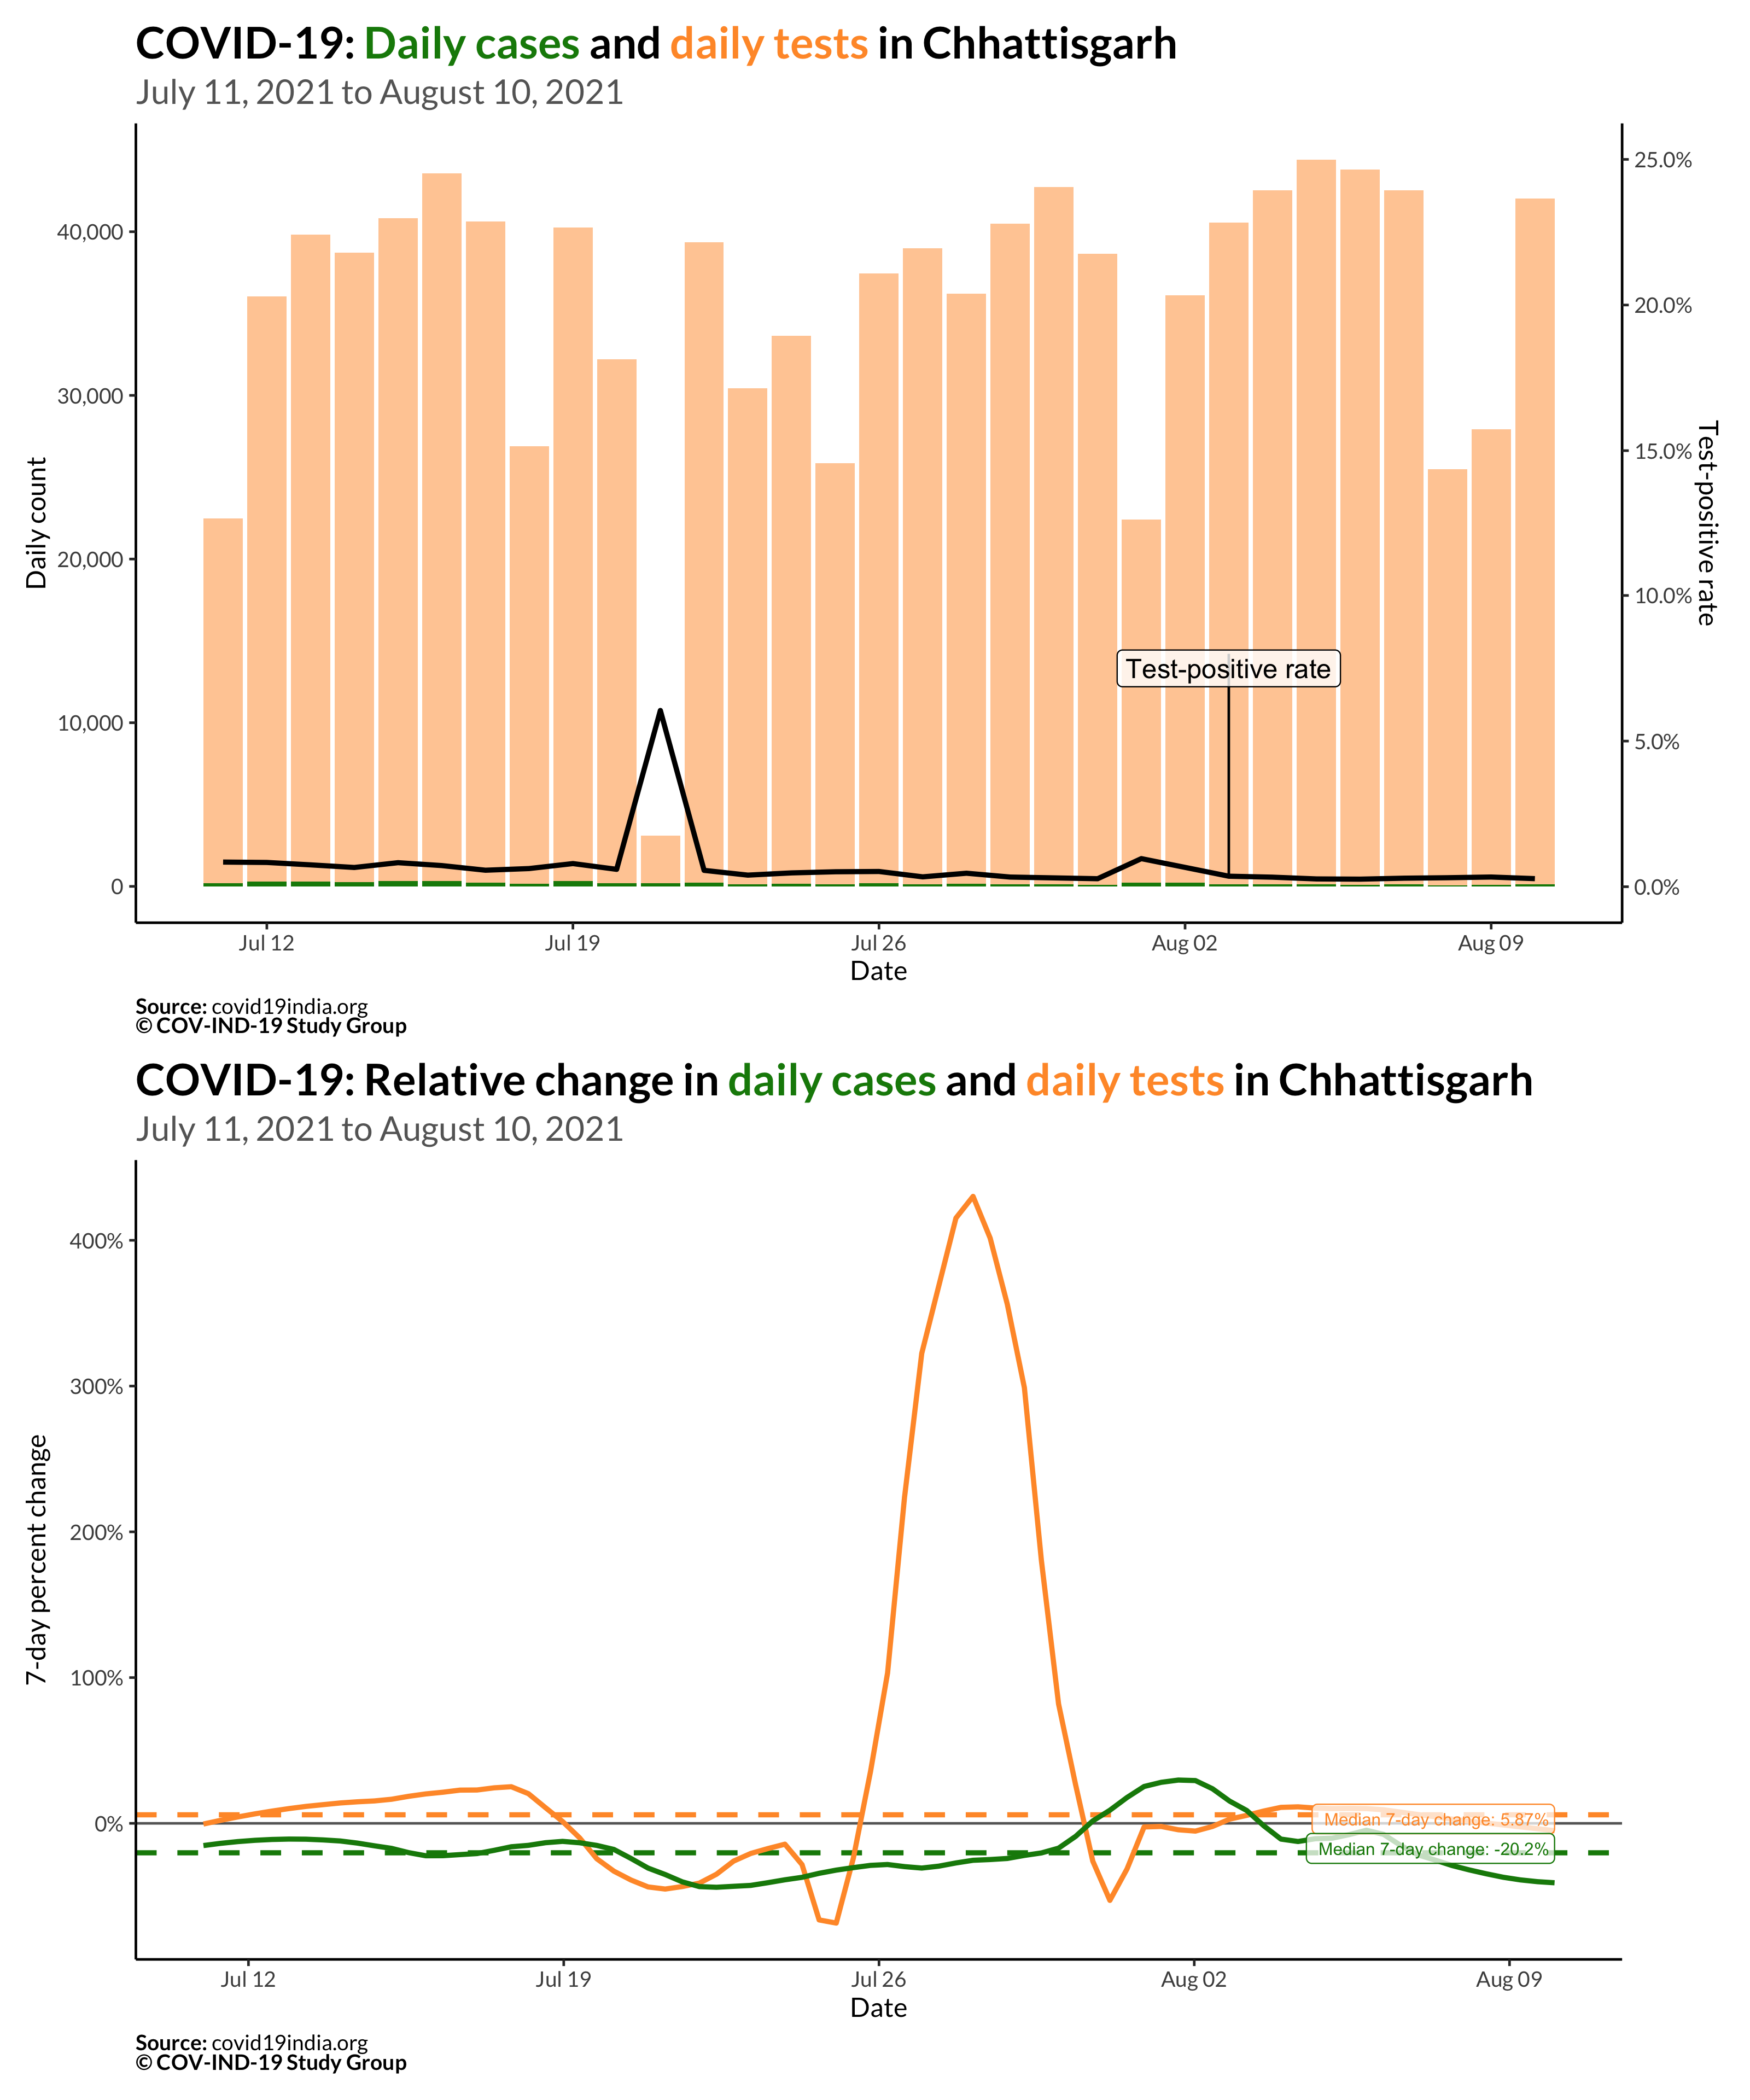 COVID-19: Daily cases and daily tests in Chhattisgarh
July 11, 2021 to August 10, 2021
Daily count
40,000
30,000
20,000
10,000
0
25.0%
20.0%
15.0%
10.0%
5.0%
0.0%
Test-positive rate
Test-positive rate
Jul 12
Jul 19
Jul 26
Aug 02
Aug 09
Date
Source: covid19india.org
© COV-IND-19 Study Group
COVID-19: Relative change in daily cases and daily tests in Chhattisgarh
July 11, 2021 to August 10, 2021
7-day percent change
400%
300%
200%
100%
0%
Median 7-day change: 5.87%
Median 7-day change: -20.2%
Jul 12
Jul 19
Jul 26
Aug 02
Aug 09
Date
Source: covid19india.org
© COV-IND-19 Study Group